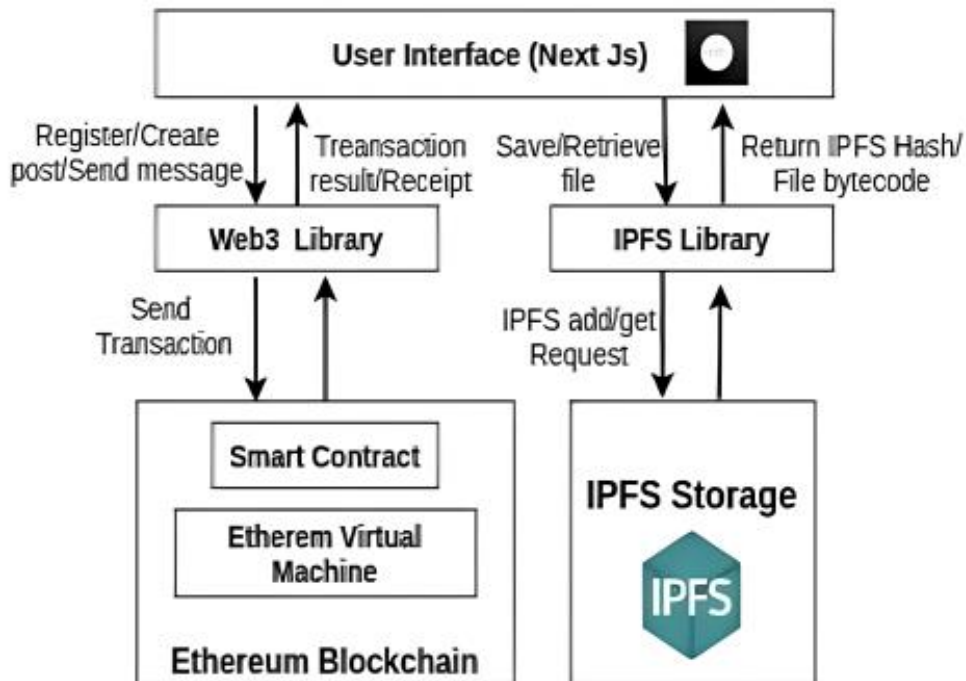 User Interface (Next Js)
Register/Create
post/Send message
Treansaction
result/Receipt
Save/Retrieve
file
Return IPFS Hash/
File bytecode
Web3 Library
IPFS Library
Send
Transaction
IPFS add/get
Request
Smart Contract
Etherem Virtual
Machine
Ethereum Blockchain
IPFS Storage
IPFS